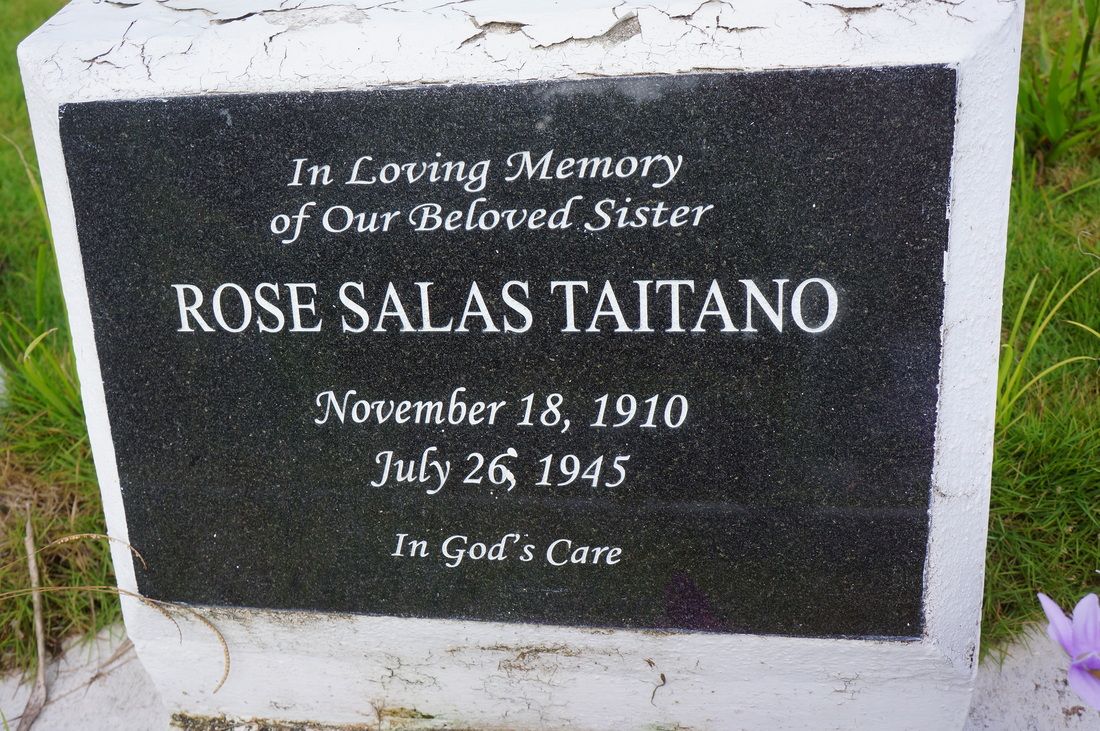 In Loving Memory
of Our Beloved Sister
ROSE SALAS TAITANO
November 18, 1910
July 26, 1945
In God's Care